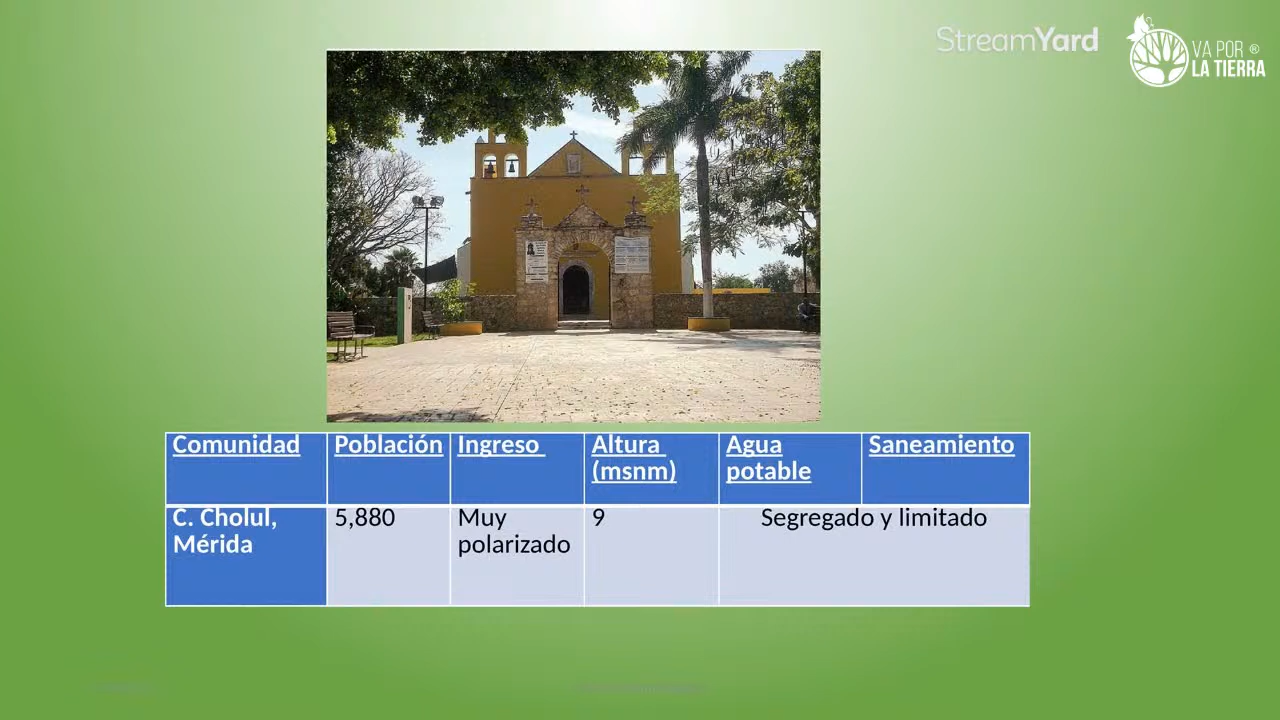 StreamYard
VA POR ®
LA TIERRA
Comunidad Población Ingreso Altura (msnm) Agua potable Saneamiento
C. Cholul, Mérida 5,880 Muy polarizado 9 Segregado y limitado